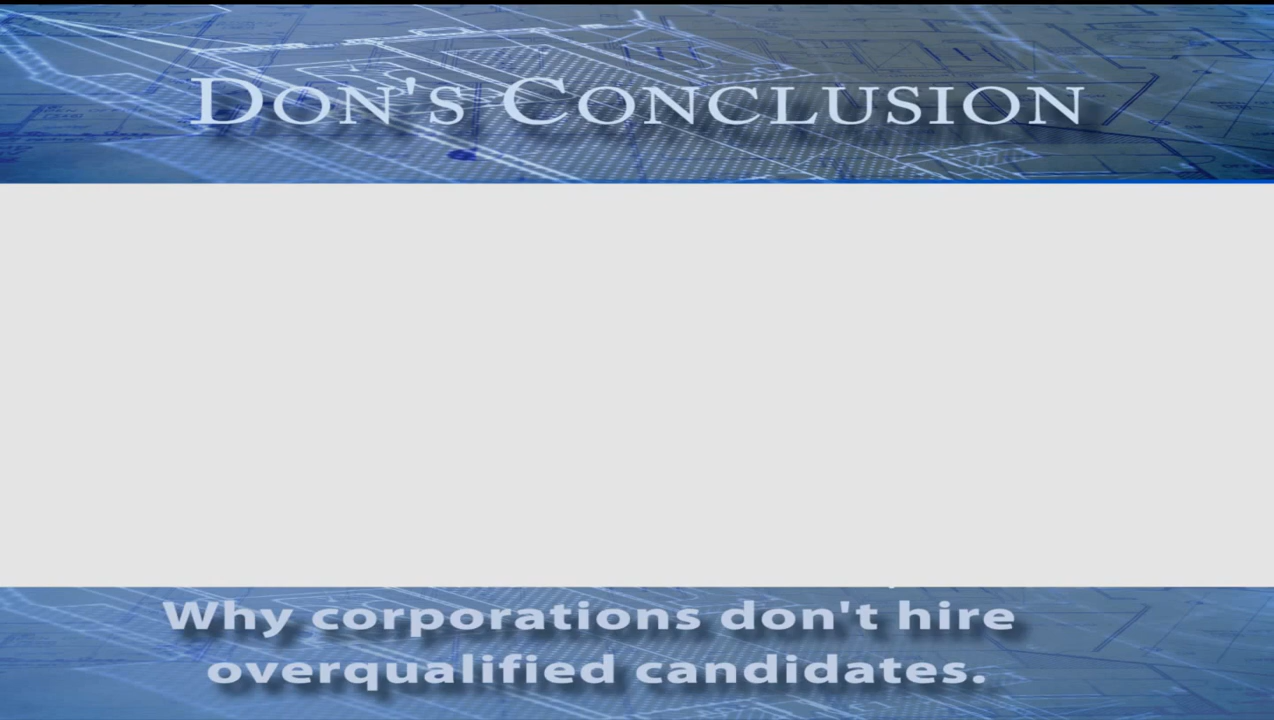 Don's Conclusion
Why corporations don't hire
overqualified candidates.